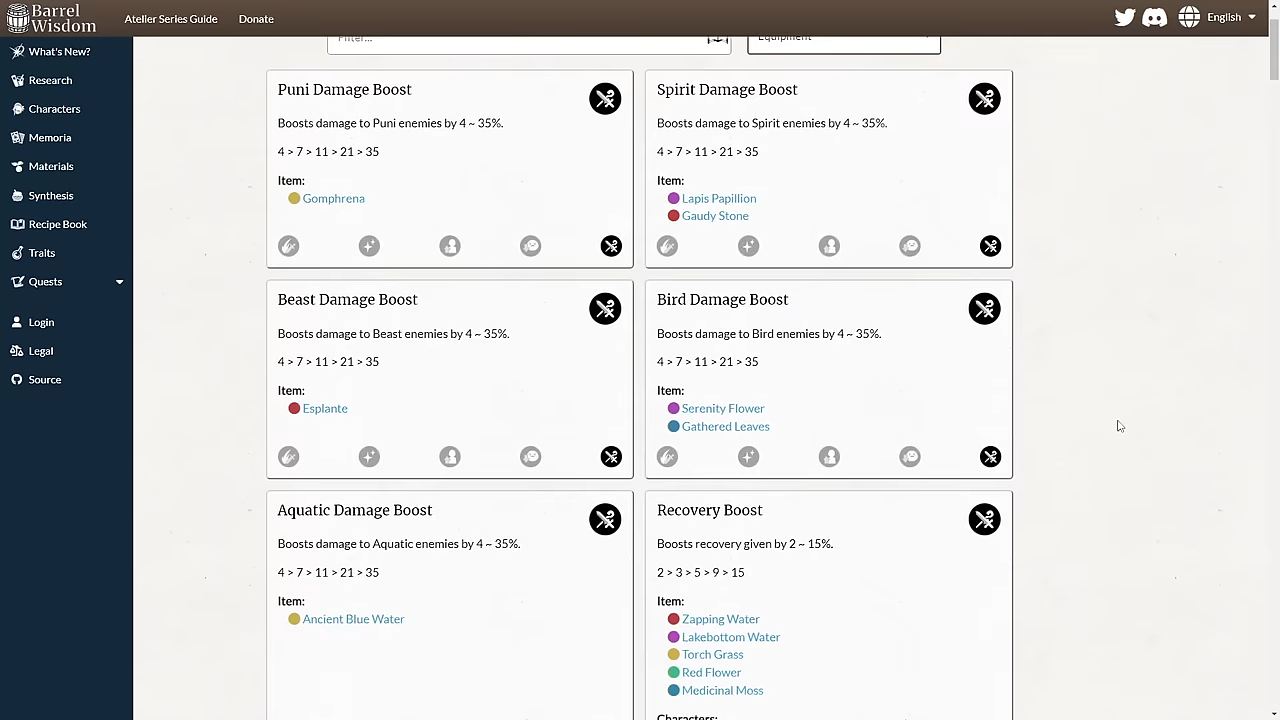 Barrel Wisdom
Atelier Series Guide
Donate
English
What's New?
Research
Characters
Memoria
Materials
Synthesis
Recipe Book
Traits
Quests
Login
Legal
Source
Filter...
Equipment
Puni Damage Boost
Boosts damage to Puni enemies by 4 ~ 35%.
4 > 7 > 11 > 21 > 35
Item:
Gomphrena
Spirit Damage Boost
Boosts damage to Spirit enemies by 4 ~ 35%.
4 > 7 > 11 > 21 > 35
Item:
Lapis Papillion
Gaudy Stone
Beast Damage Boost
Boosts damage to Beast enemies by 4 ~ 35%.
4 > 7 > 11 > 21 > 35
Item:
Esplante
Bird Damage Boost
Boosts damage to Bird enemies by 4 ~ 35%.
4 > 7 > 11 > 21 > 35
Item:
Serenity Flower
Gathered Leaves
Aquatic Damage Boost
Boosts damage to Aquatic enemies by 4 ~ 35%.
4 > 7 > 11 > 21 > 35
Item:
Ancient Blue Water
Recovery Boost
Boosts recovery given by 2 ~ 15%.
2 > 3 > 5 > 9 > 15
Item:
Zapping Water
Lakebottom Water
Torch Grass
Red Flower
Medicinal Moss
Characters: